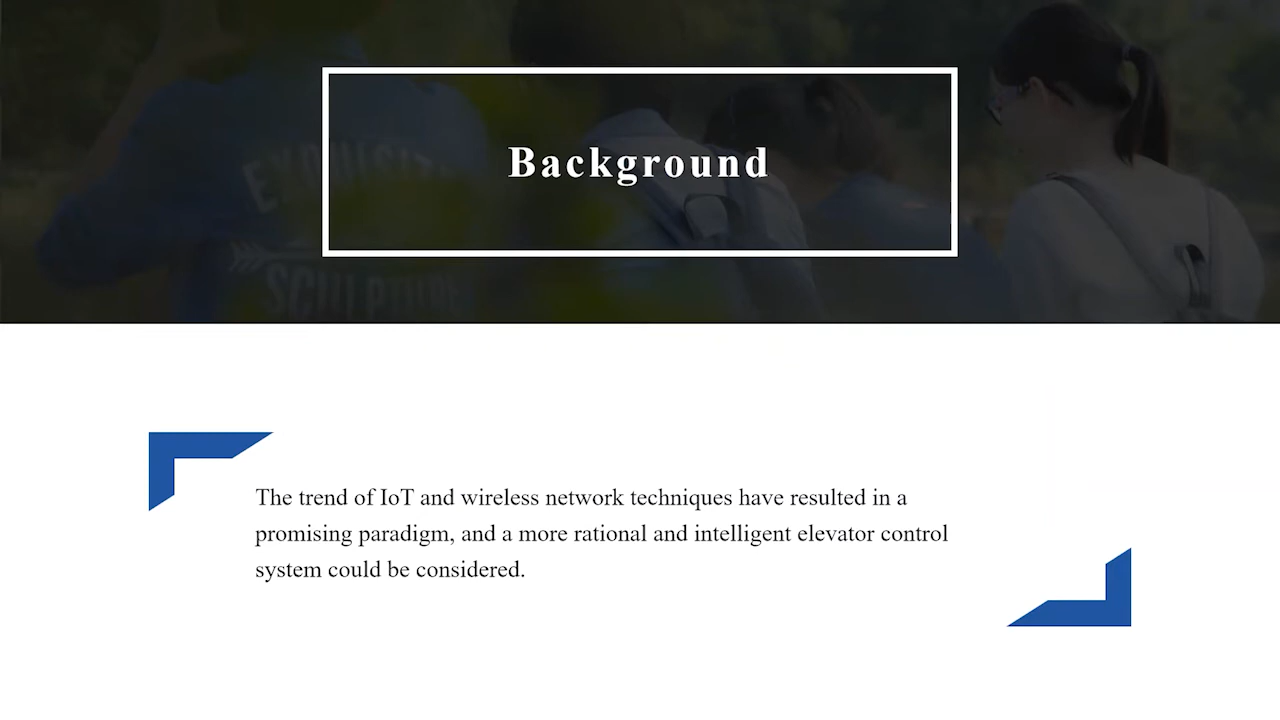 Background
SCULPTURE
The trend of IoT and wireless network techniques have resulted in a
promising paradigm, and a more rational and intelligent elevator control
system could be considered.